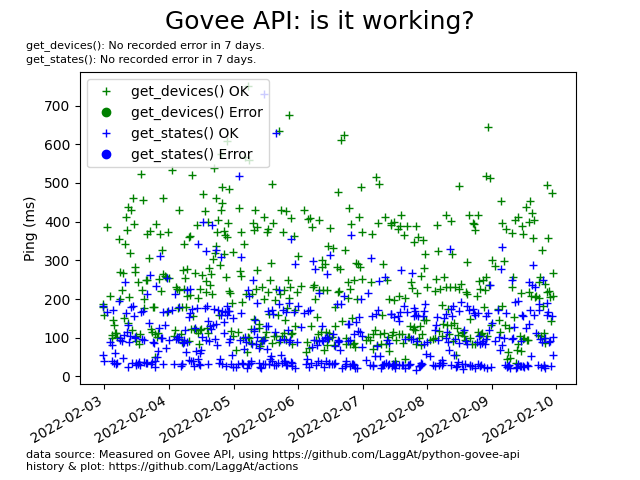 Govee API: is it working?
get_devices(): No recorded error in 7 days.
get_states(): No recorded error in 7 days.
get_devices() OK
get_devices() Error
get_states() OK
get_states() Error
Ping (ms)
700
600
500
400
300
200
100
0
2022-02-03
2022-02-04
2022-02-05
2022-02-06
2022-02-07
2022-02-08
2022-02-09
2022-02-10
data source: Measured on Govee API, using https://github.com/LaggAt/python-govee-api
history & plot: https://github.com/LaggAt/actions